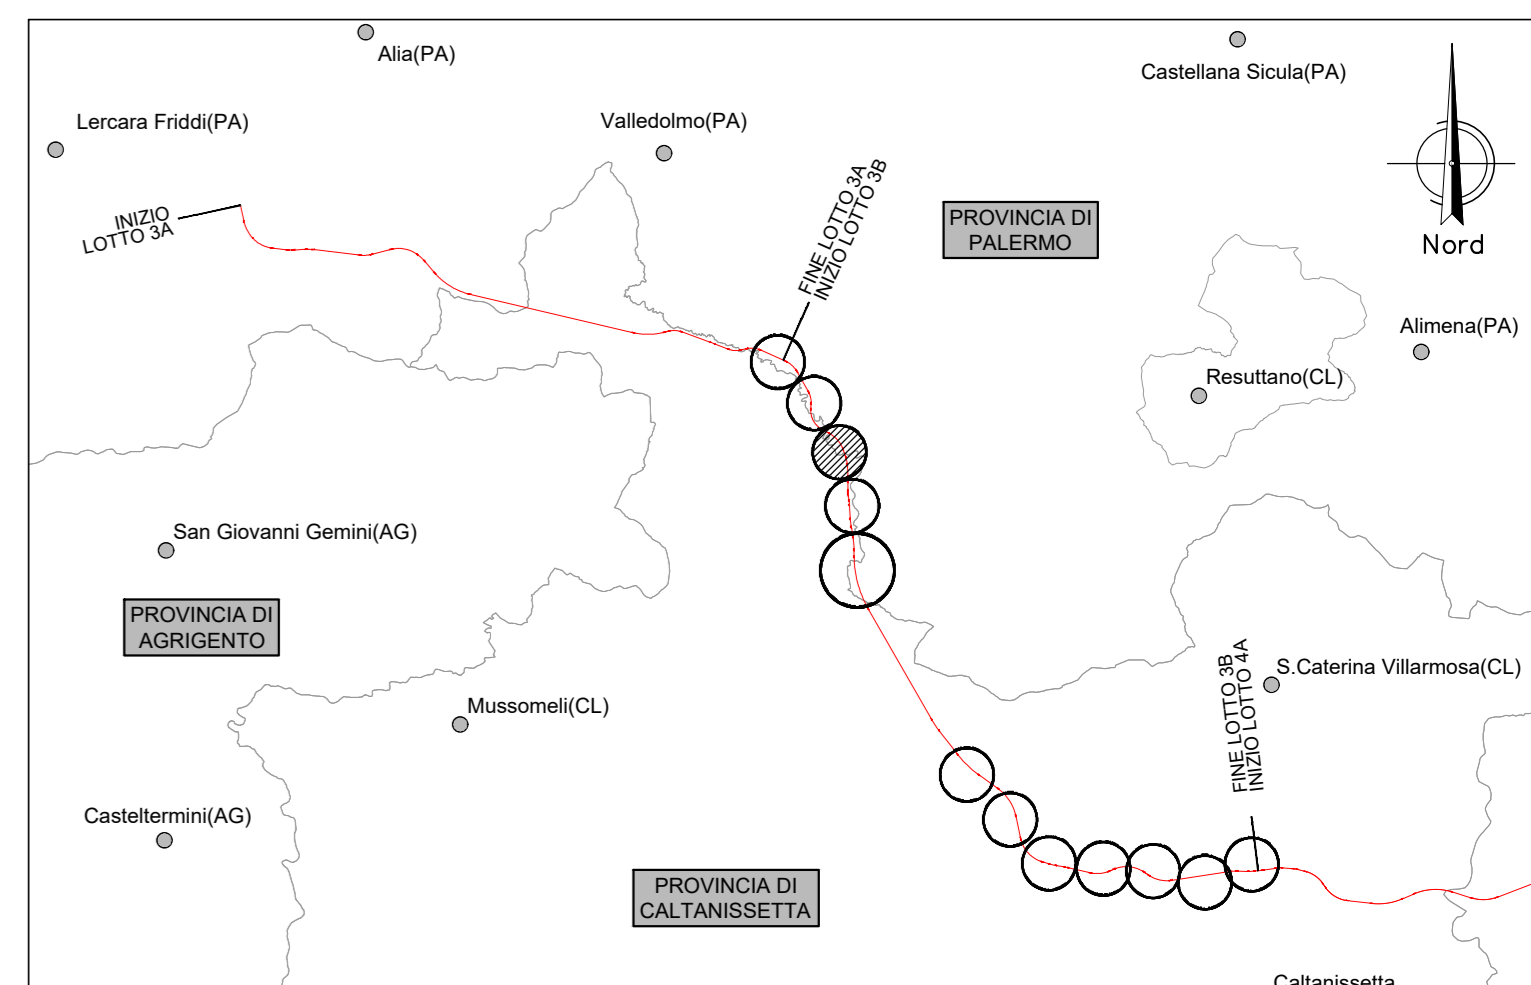 Alia(PA)
Castellana Sicula(PA)
Lercara Friddi(PA)
Valledolmo(PA)
INIZIO
LOTTO 3A
FINE LOTTO 3A
INIZIO LOTTO 3B
PROVINCIA DI
PALERMO
Nord
Alimena(PA)
Resuttano(CL)
San Giovanni Gemini(AG)
PROVINCIA DI
AGRIGENTO
Mussomeli(CL)
FINE LOTTO 3B
INIZIO LOTTO 4A
S.Caterina Villarmosa(CL)
Casteltermini(AG)
PROVINCIA DI
CALTANISSETTA
Caltanissetta